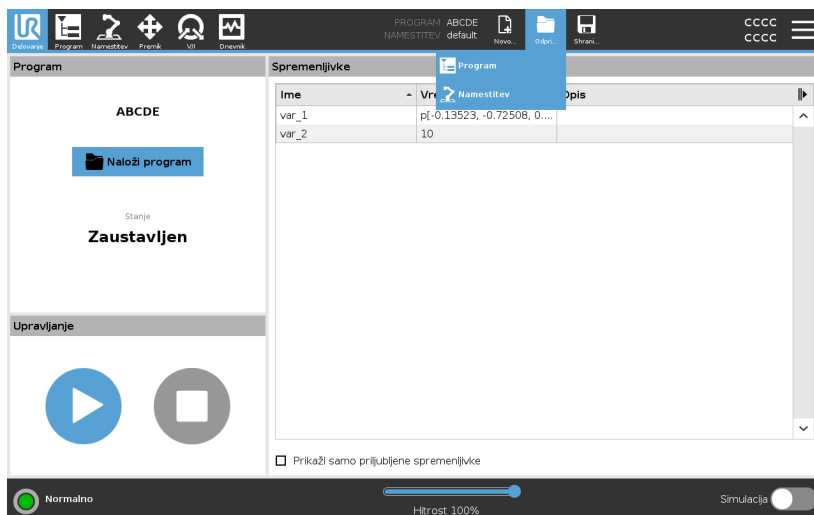 UR
Delovanje Program Namestitev Premik V/I Dnevnik
PROGRAM ABCDE
NAMESTITEV default
Novo... Odpri... Shrani...
CCCC
CCCC
Program
Spremenljivke
Program
Namestitev
ABCDE
Naloži program
Stanje
Zaustavljen
Ime Opis
var_1 p[-0.13523, -0.72508, 0....
var_2 10
Upravljanje
Prikaži samo priljubljene spremenljivke
Normalno
Hitrost 100%
Simulacija